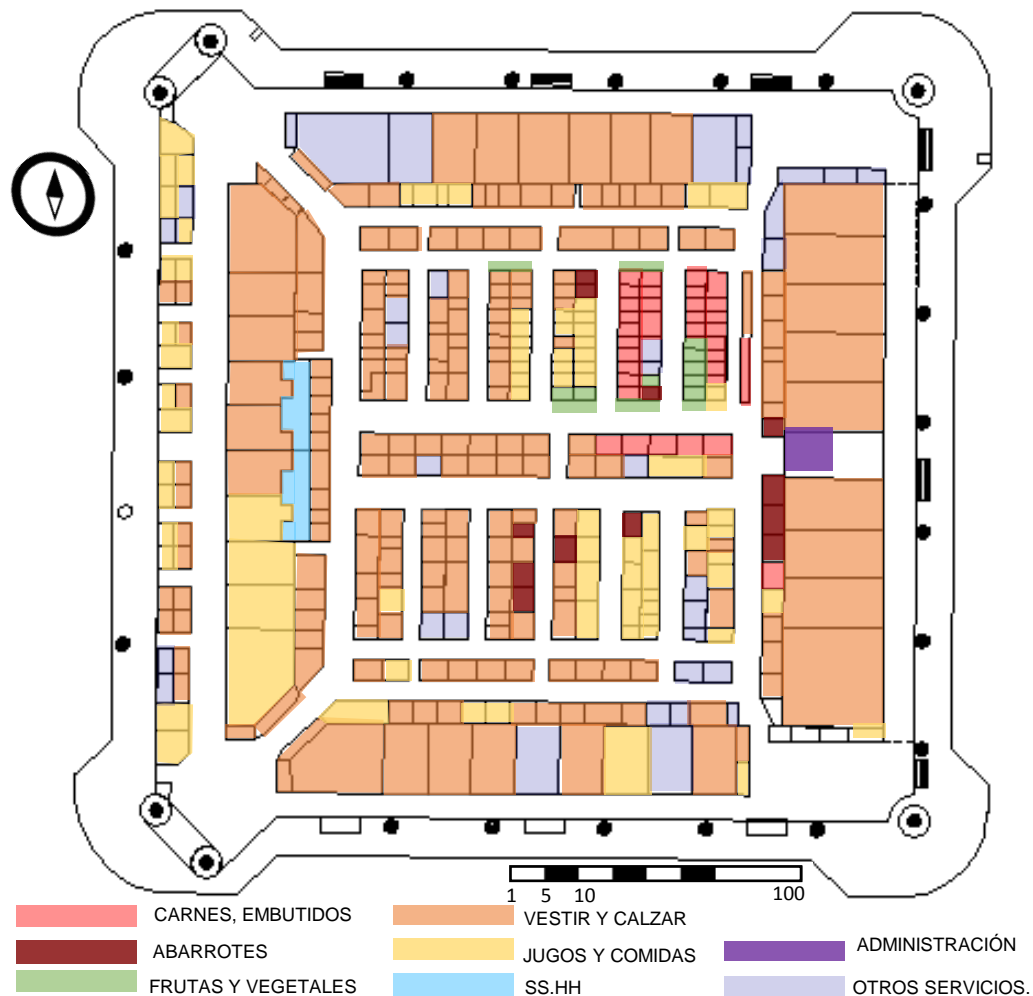 1 5 10 100
CARNES, EMBUTIDOS
VESTIR Y CALZAR
ABARROTES
JUGOS Y COMIDAS
ADMINISTRACIÓN
FRUTAS Y VEGETALES
SS.HH
OTROS SERVICIOS.